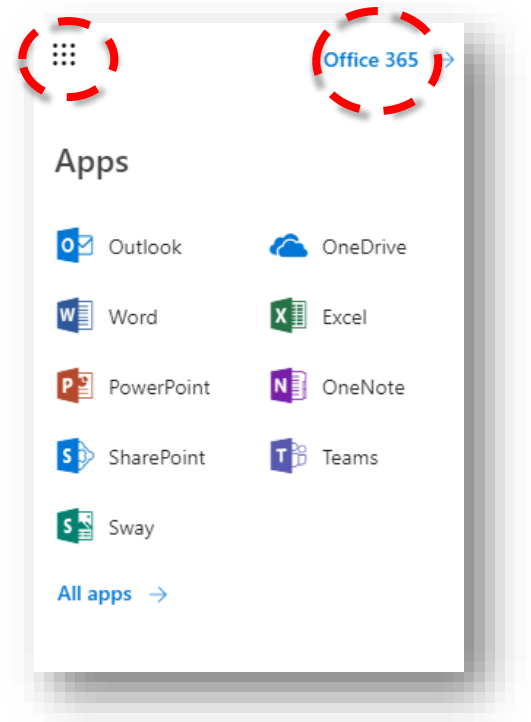 Office 365 →
Apps
Outlook OneDrive
Word Excel
PowerPoint OneNote
SharePoint Teams
Sway
All apps →